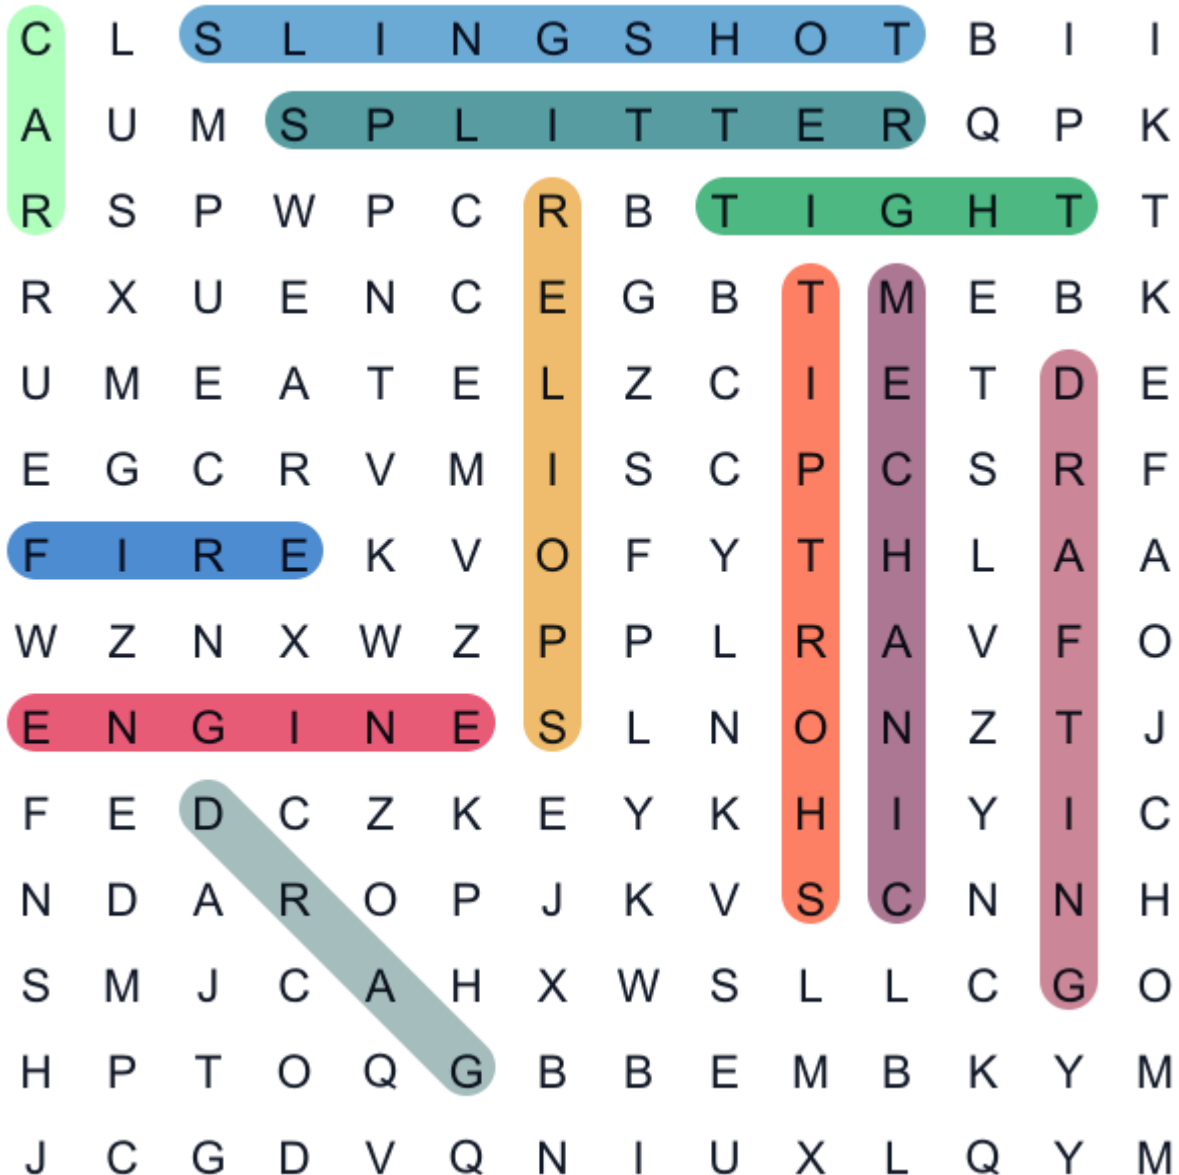 C L S L I N G S H O T B I I
A U M S P L I T T E R Q P K
R S P W P C R B T I G H T T
R X U E N C E G B T M E B K
U M E A T E L Z C I E T D E
E G C R V M I S C P C S R F
F I R E K V O F Y T H L A A
W Z N X W Z P P L R A V F O
E N G I N E S L N O N Z T J
F E D C Z K E Y K H I Y I C
N D A R O P J K V S C N N H
S M J C A H X W S L L C G O
H P T O Q G B B E M B K Y M
J C G D V Q N I U X L Q Y M